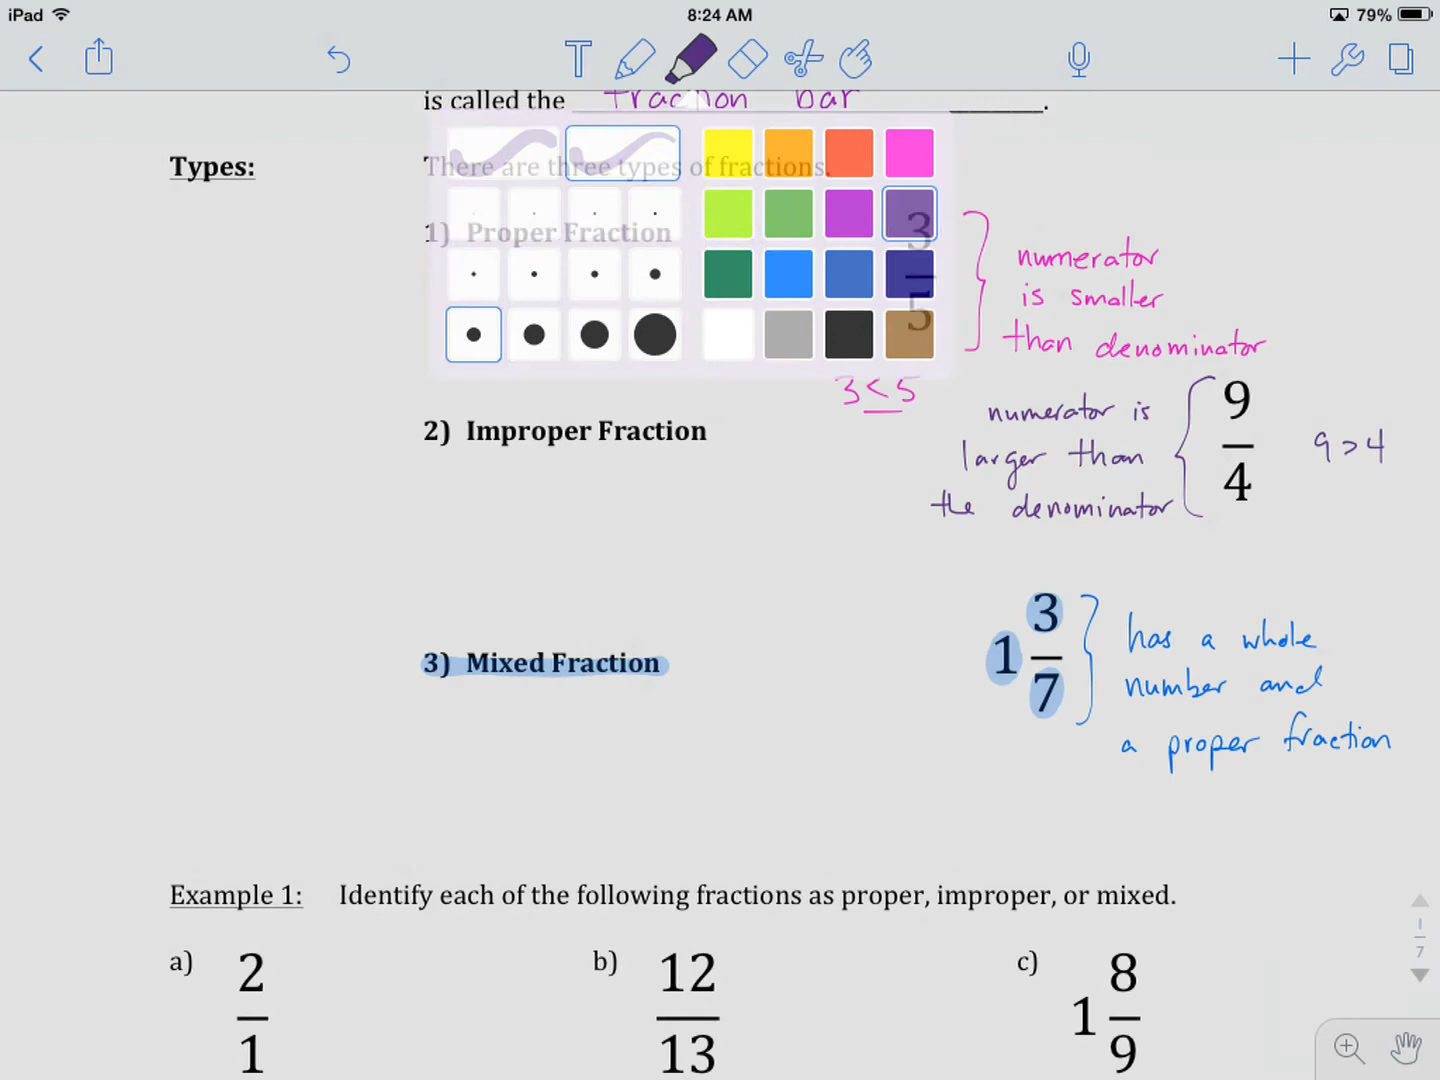 iPad 8:24 AM 79%
T
is called the fraction bar .
Types: There are three types of fractions.
1) Proper Fraction 3/5
numerator
is smaller
than denominator
3 < 5
2) Improper Fraction 9/4 9 > 4
numerator is
larger than
the denominator
3) Mixed Fraction 1 3/7
has a whole
number and
a proper fraction
Example 1: Identify each of the following fractions as proper, improper, or mixed.
a) 2/1 b) 12/13 c) 1 8/9
1/7